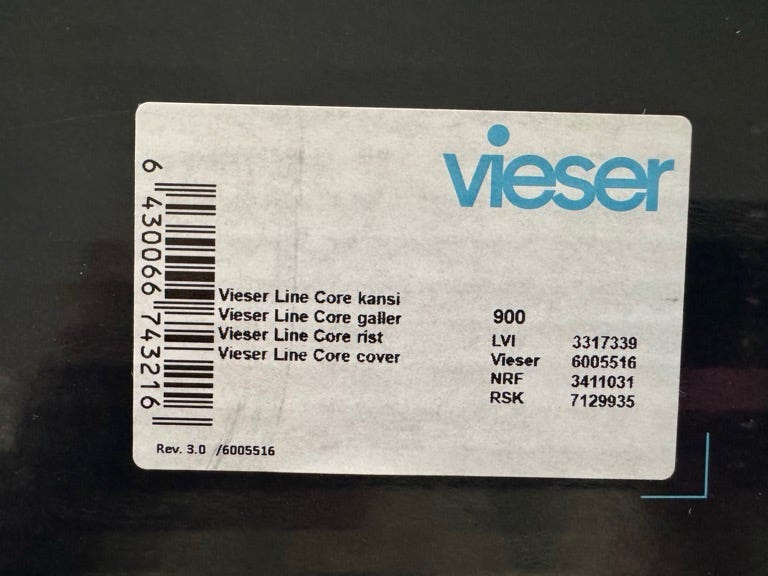 vieser
6 430066 743216
Vieser Line Core kansi
Vieser Line Core galler
Vieser Line Core rist
Vieser Line Core cover
900
LVI 3317339
Vieser 6005516
NRF 3411031
RSK 7129935
Rev. 3.0 /6005516